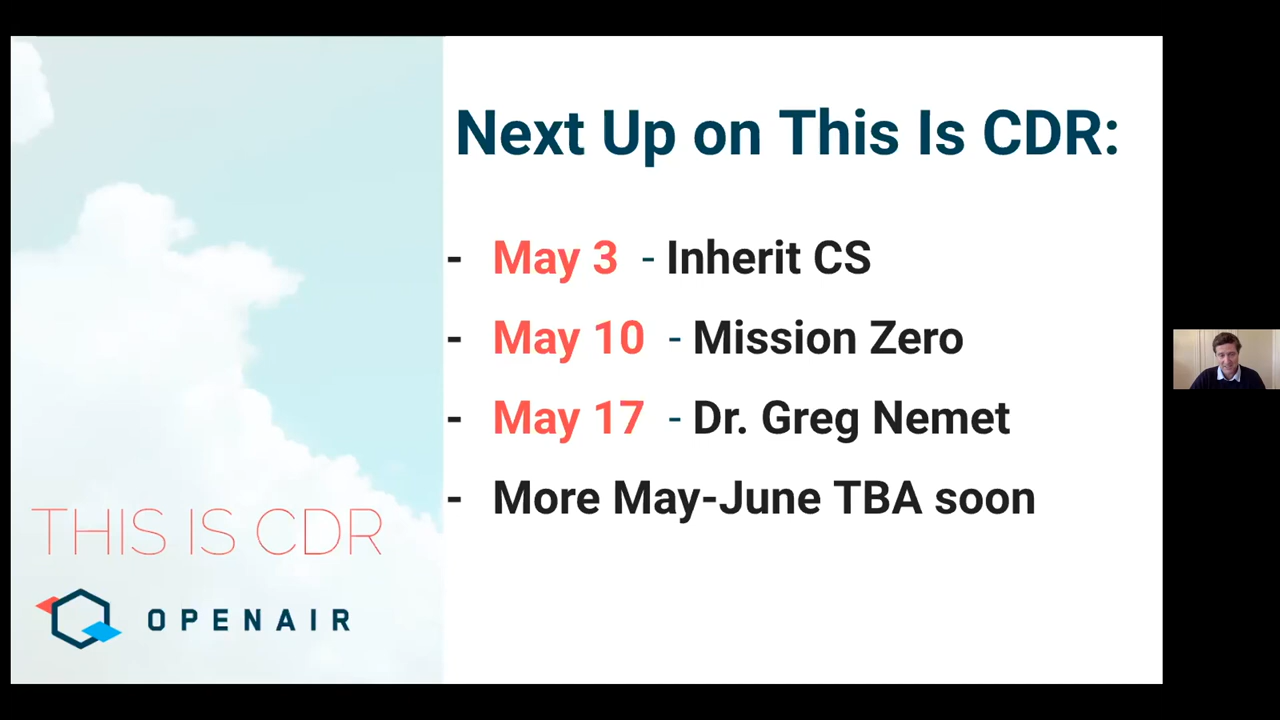 Next Up on This Is CDR:
- May 3 - Inherit CS
- May 10 - Mission Zero
- May 17 - Dr. Greg Nemet
- More May-June TBA soon
THIS IS CDR
OPENAIR